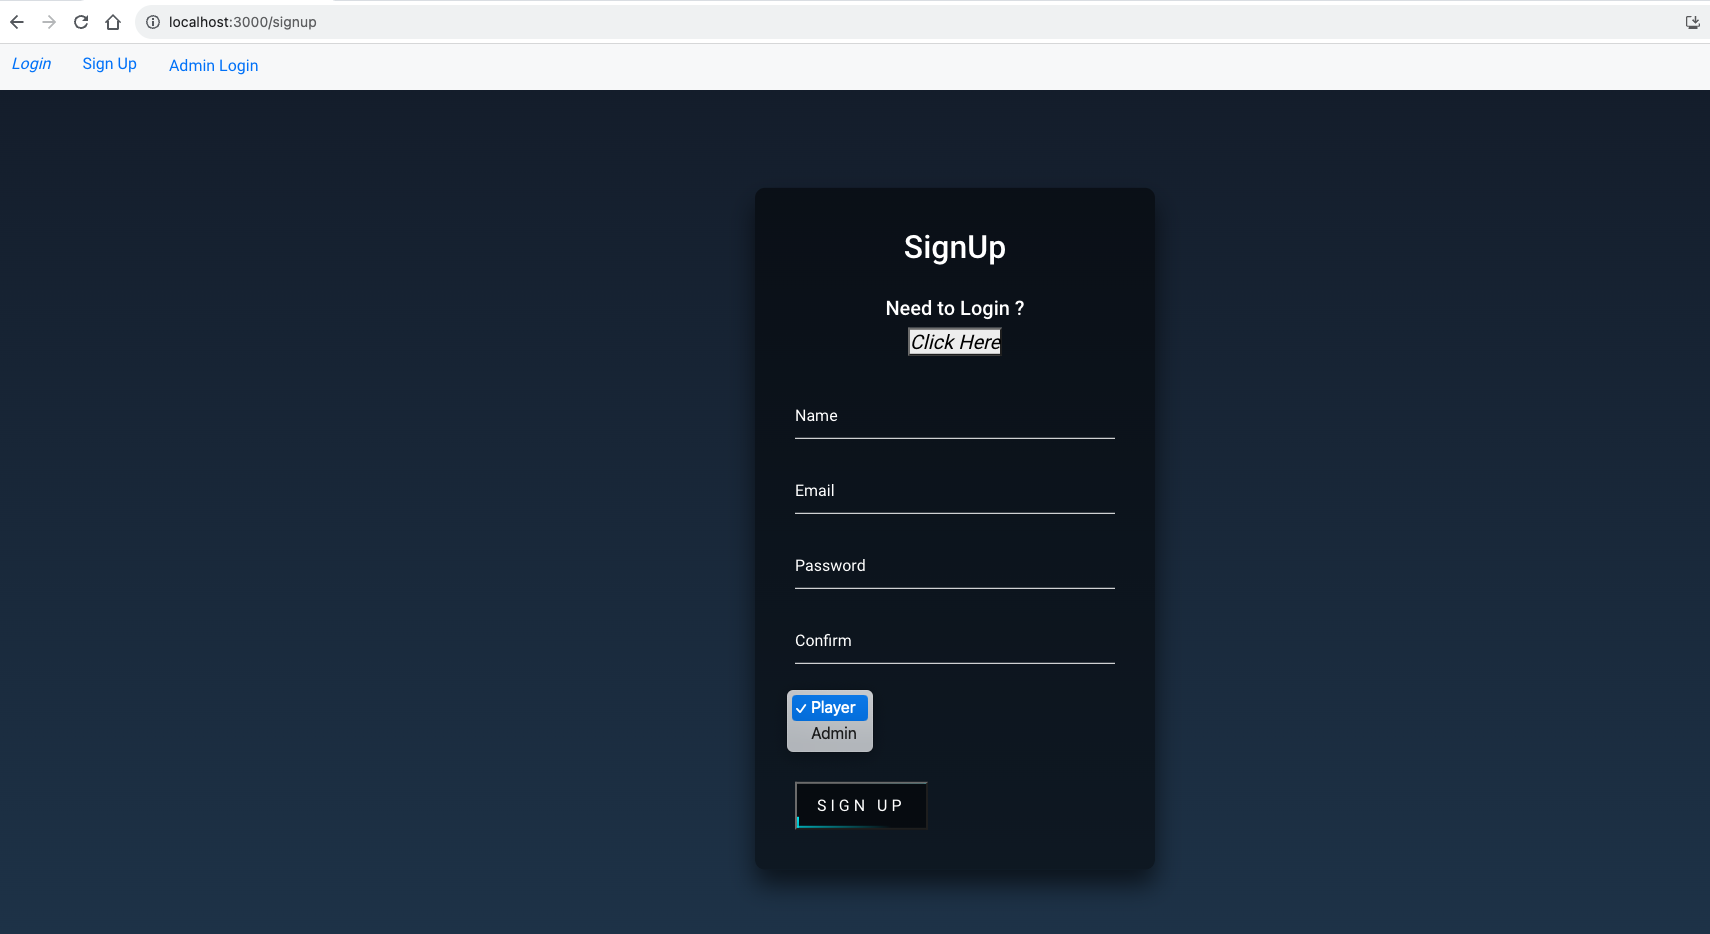 localhost:3000/signup
Login Sign Up Admin Login
SignUp
Need to Login ?
Click Here
Name
Email
Password
Confirm
Player
Admin
SIGN UP